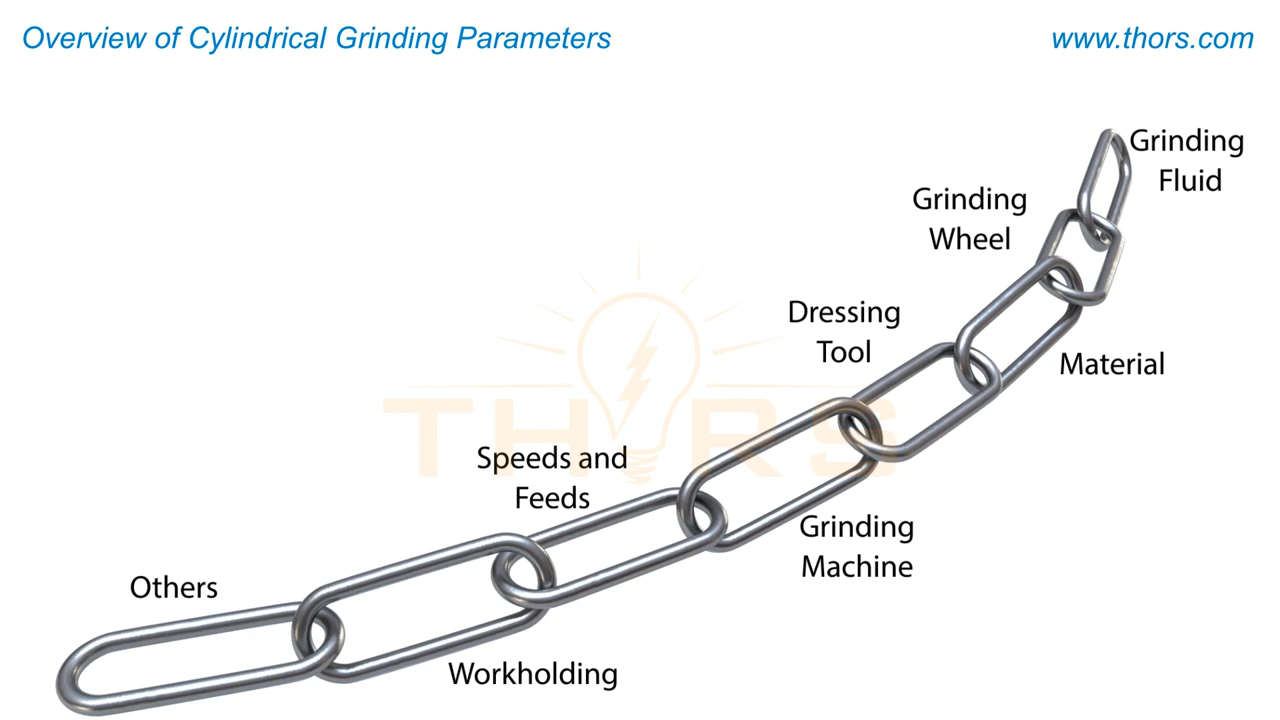 Overview of Cylindrical Grinding Parameters
www.thors.com
Grinding
Fluid
Grinding
Wheel
Dressing
Tool
Material
THORS
Speeds and
Feeds
Grinding
Machine
Others
Workholding